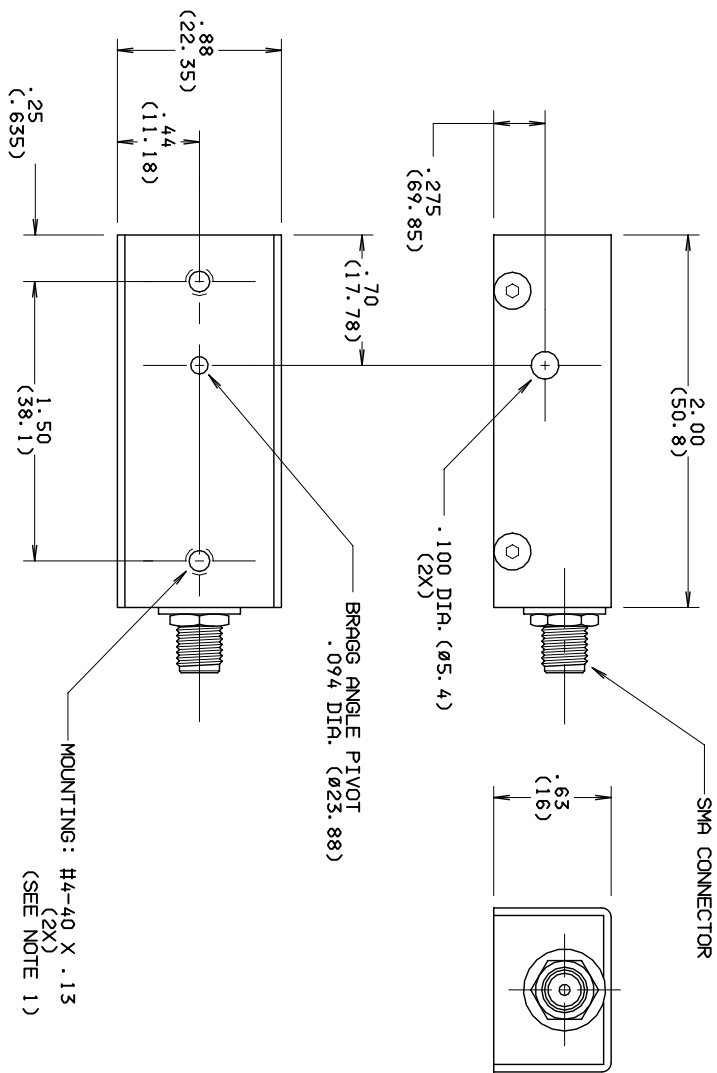 2.00
(50.8)
.275
(69.85)
.100 DIA. (ø5.4)
(2X)
SMA CONNECTOR
.63
(16)
.88
(22.35)
.44
(11.18)
.25
(.635)
.70
(17.78)
1.50
(38.1)
BRAGG ANGLE PIVOT
.094 DIA. (ø23.88)
MOUNTING: #4-40 X .13
(2X)
(SEE NOTE 1)